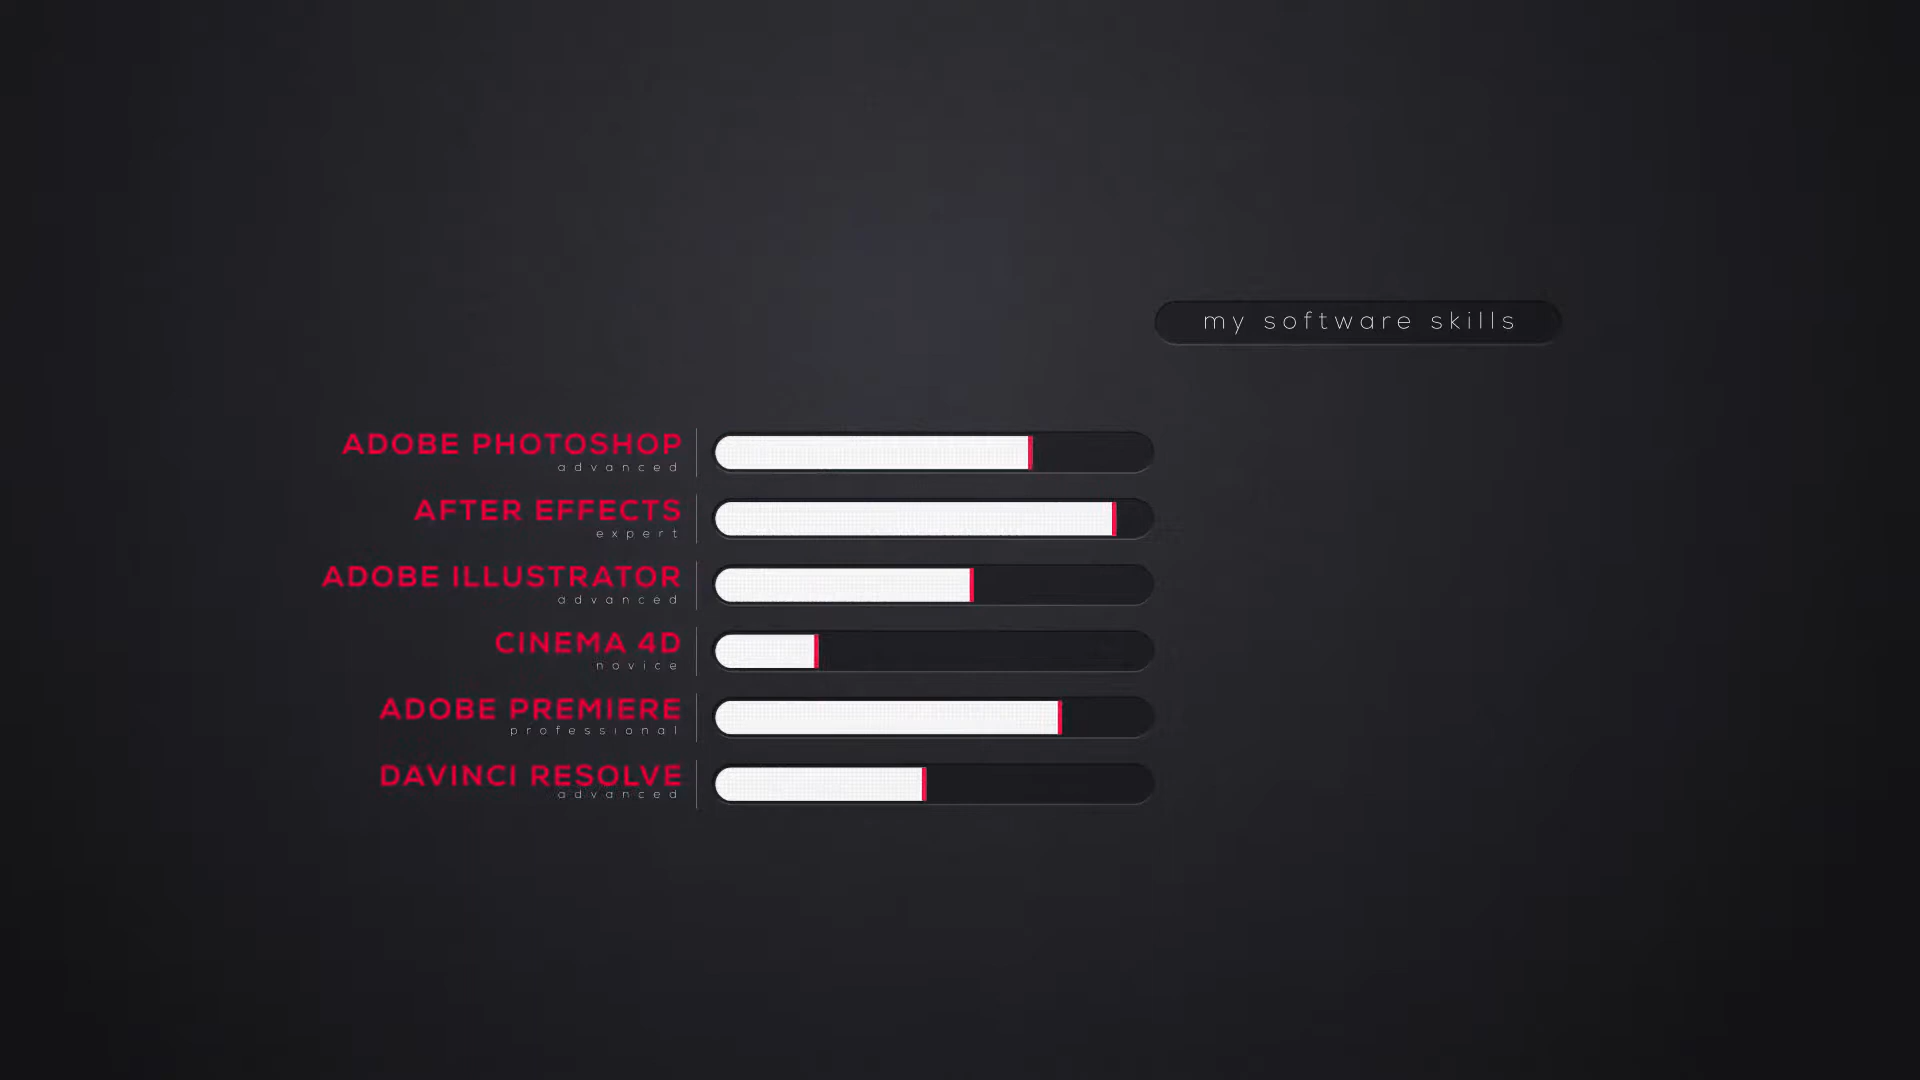 my software skills
ADOBE PHOTOSHOP
advanced
AFTER EFFECTS
expert
ADOBE ILLUSTRATOR
advanced
CINEMA 4D
novice
ADOBE PREMIERE
professional
DAVINCI RESOLVE
advanced